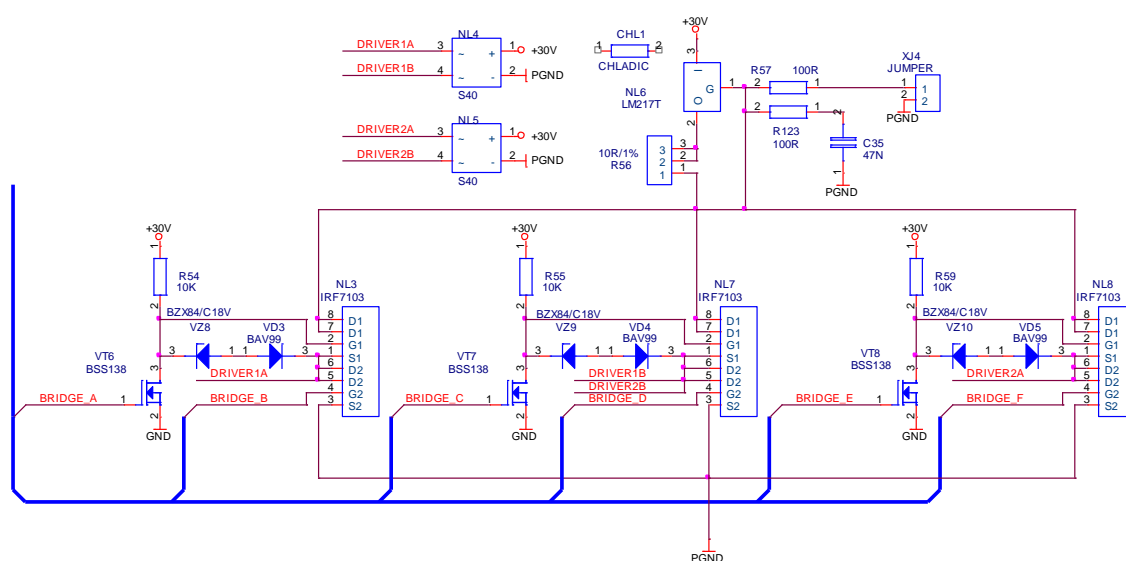 +30V
NL4
CHL1
DRIVER1A 3 ~ + 1 +30V
1 2
3
XJ4
DRIVER1B 4 ~ - 2 PGND
CHLADIC
R57 100R
JUMPER
S40
NL6
LM217T
I G O
1
2 1
1 1
2 2
PGND
2
NL5
2 1 2
DRIVER2A 3 ~ + 1 +30V
R123
100R
C35
47N
DRIVER2B 4 ~ - 2 PGND
10R/1%
R56
3 3
2 2
1 1
S40
1
PGND
+30V
+30V
+30V
1
1
1
R54
10K
R55
10K
R59
10K
2
2
2
NL3
IRF7103
NL7
IRF7103
NL8
IRF7103
BZX84/C18V
BZX84/C18V
BZX84/C18V
8 D1
7 D1
2 G1
1 S1
6 D2
5 D2
4 G2
3 S2
8 D1
7 D1
2 G1
1 S1
6 D2
5 D2
4 G2
3 S2
8 D1
7 D1
2 G1
1 S1
6 D2
5 D2
4 G2
3 S2
VZ8
VD3
BAV99
VZ9
VD4
BAV99
VZ10
VD5
BAV99
3 1 1 3
3 1 1 3
3 1 1 3
VT6
BSS138
VT7
BSS138
VT8
BSS138
3
3
3
DRIVER1A
DRIVER1B
DRIVER2A
DRIVER2B
BRIDGE_A 1
BRIDGE_B
BRIDGE_C 1
BRIDGE_D
BRIDGE_E 1
BRIDGE_F
2
2
2
GND
GND
GND
PGND